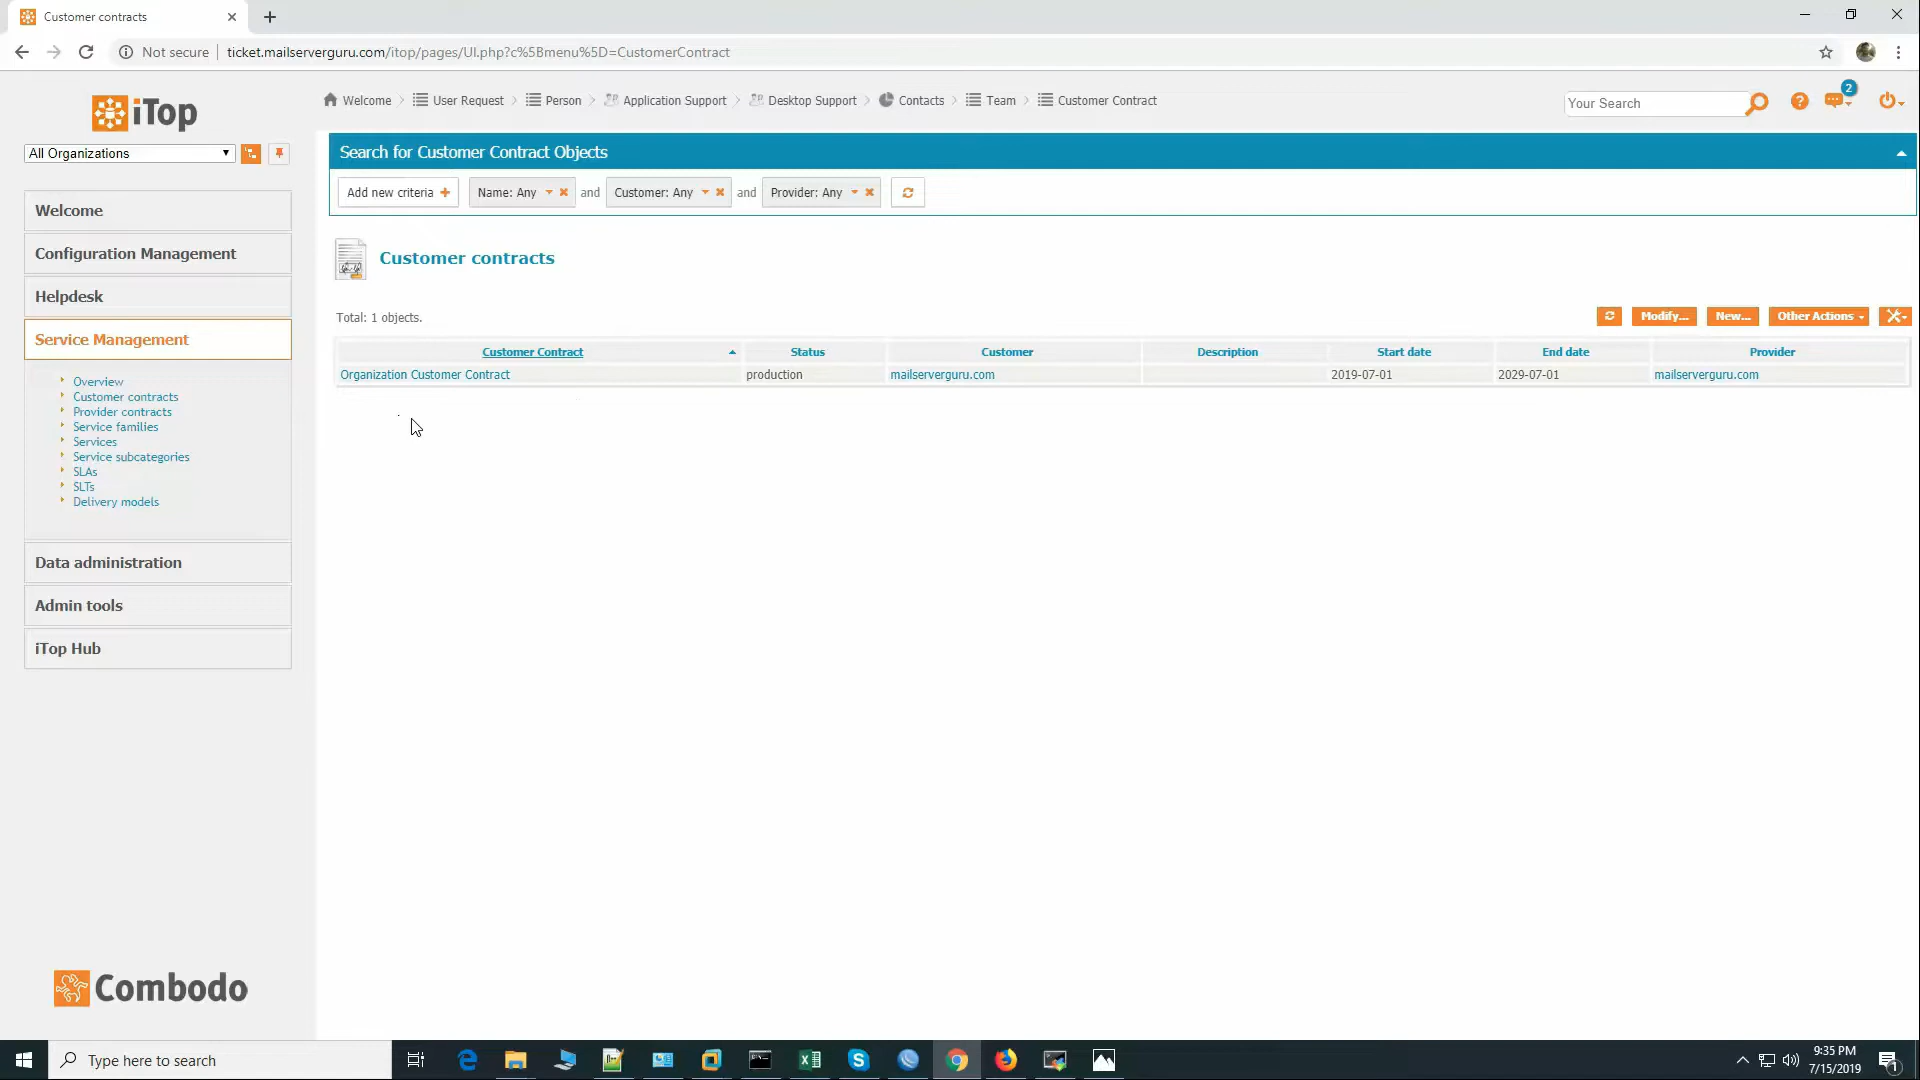 Customer contracts
Not secure
ticket.mailserverguru.com/itop/pages/UI.php?c%5Bmenu%5D=CustomerContract
iTop
Welcome
User Request
Person
Application Support
Desktop Support
Contacts
Team
Customer Contract
Your Search
2
All Organizations
Search for Customer Contract Objects
Add new criteria
Name: Any
and
Customer: Any
and
Provider: Any
Welcome
Configuration Management
Helpdesk
Service Management
Overview
Customer contracts
Provider contracts
Service families
Services
Service subcategories
SLAs
SLTs
Delivery models
Data administration
Admin tools
iTop Hub
Combodo
Customer contracts
Total: 1 objects.
Modify...
New...
Other Actions
Customer Contract Status Customer Description Start date End date Provider
Organization Customer Contract production mailserverguru.com 2019-07-01 2029-07-01 mailserverguru.com
Type here to search
9:35 PM
7/15/2019
1